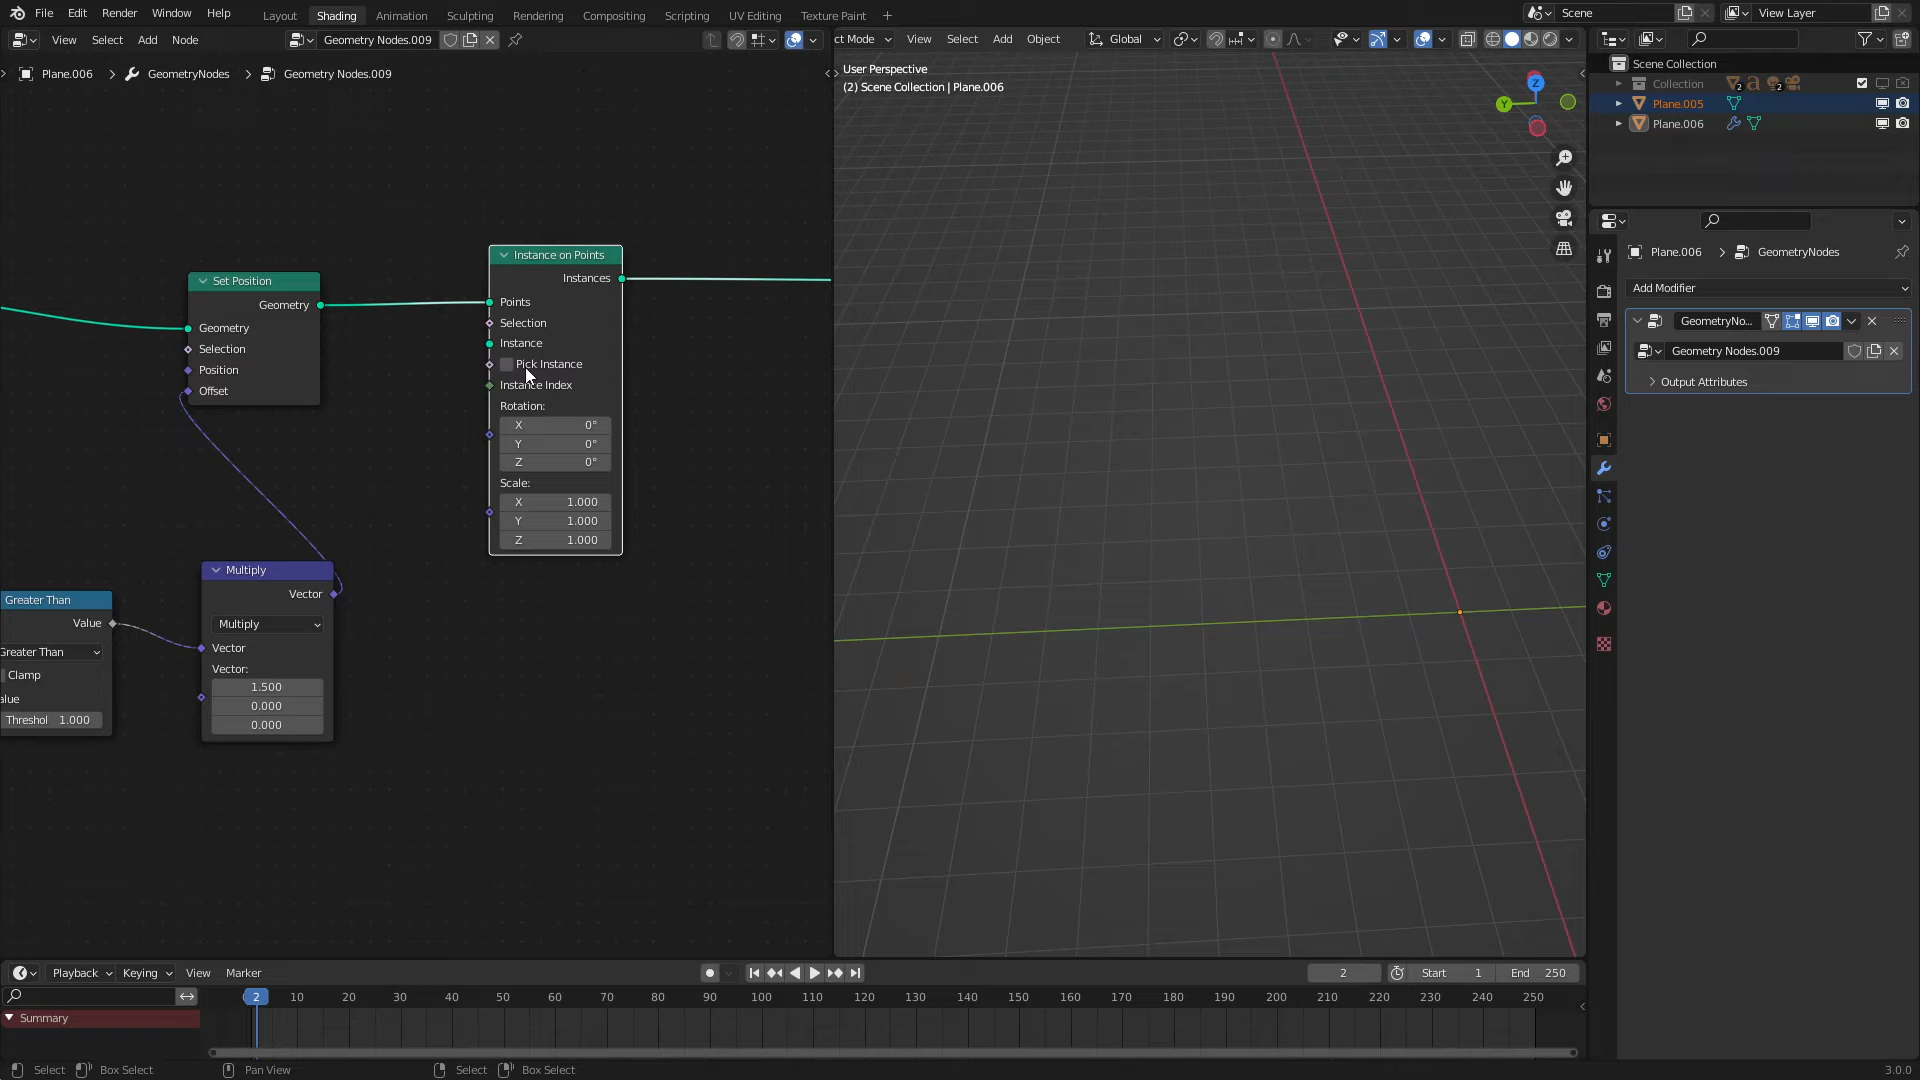 File Edit Render Window Help
Layout Shading Animation Sculpting Rendering Compositing Scripting UV Editing Texture Paint +
Scene
View Layer
View Select Add Node
Geometry Nodes.009
ct Mode View Select Add Object
Global
Plane.006 > GeometryNodes > Geometry Nodes.009
User Perspective
(2) Scene Collection | Plane.006
Z
Y
Scene Collection
Collection 2 2
Plane.005
Plane.006
Plane.006 > GeometryNodes
Add Modifier
GeometryNo...
Geometry Nodes.009
Output Attributes
Set Position
Geometry
Geometry
Selection
Position
Offset
Instance on Points
Instances
Points
Selection
Instance
Pick Instance
Instance Index
Rotation:
X 0°
Y 0°
Z 0°
Scale:
X 1.000
Y 1.000
Z 1.000
Greater Than
Value
Greater Than
Clamp
alue
Threshol 1.000
Multiply
Vector
Multiply
Vector
Vector:
1.500
0.000
0.000
Playback Keying View Marker
2 Start 1 End 250
2 10 20 30 40 50 60 70 80 90 100 110 120 130 140 150 160 170 180 190 200 210 220 230 240 250
Summary
Select Box Select Pan View Select Box Select
3.0.0